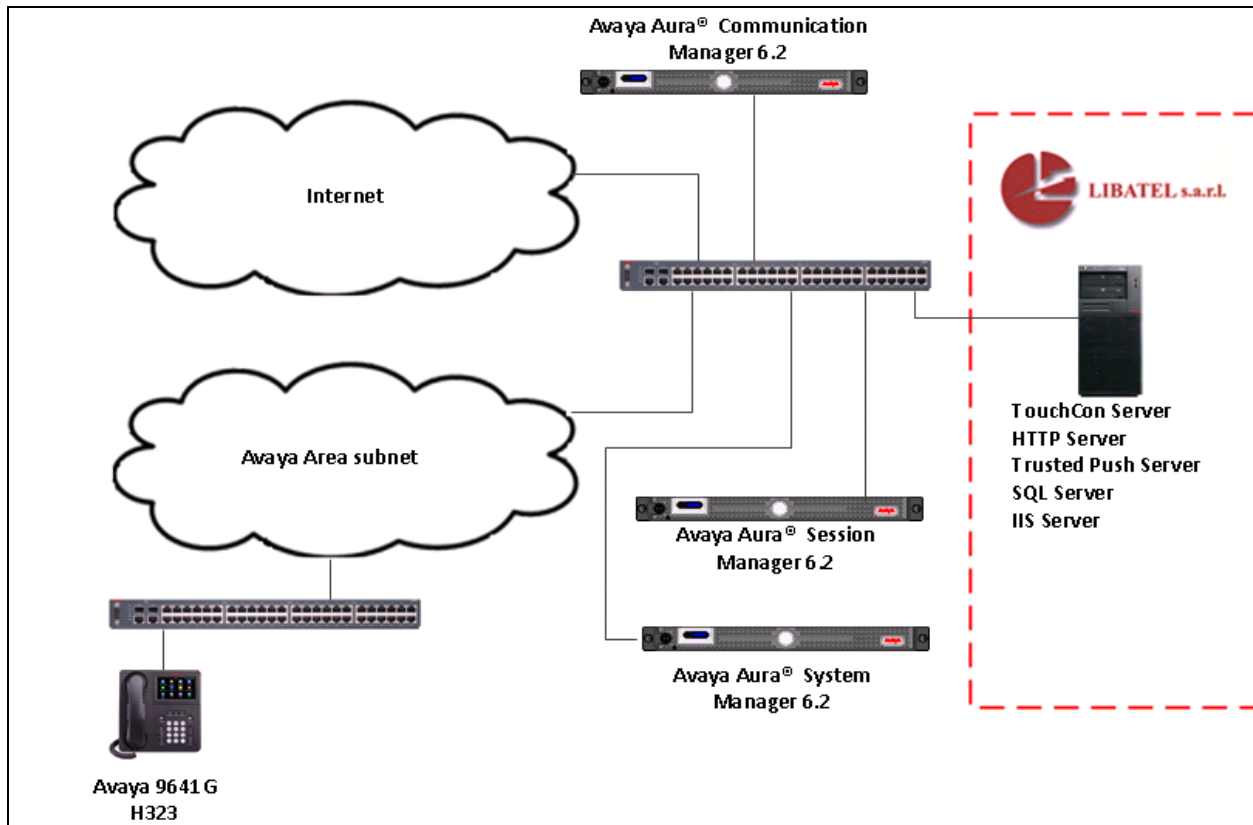 Avaya Aura® Communication
Manager 6.2
Internet
LIBATEL s.a.r.l.
Avaya Area subnet
TouchCon Server
HTTP Server
Trusted Push Server
SQL Server
IIS Server
Avaya Aura® Session
Manager 6.2
Avaya Aura® System
Manager 6.2
Avaya 9641G
H323